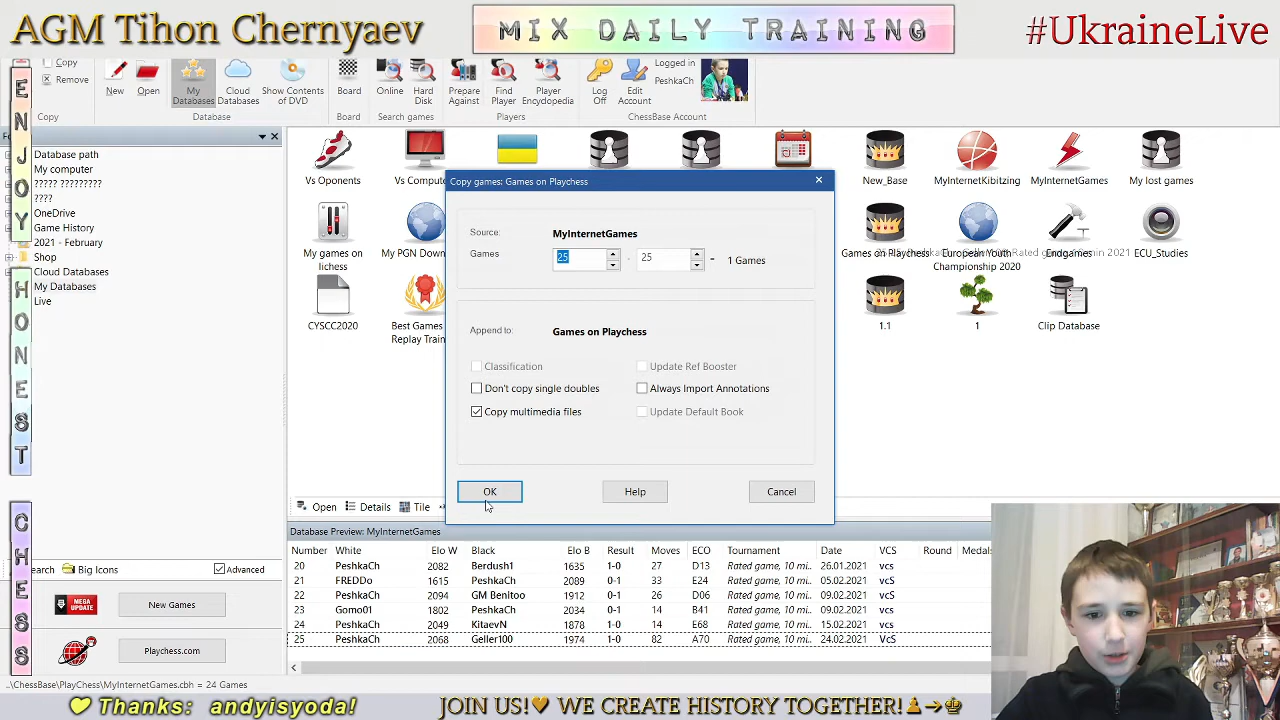 AGM Tihon Chernyaev
MIX DAILY TRAINING
#UkraineLive
ENJOY HONEST CHESS
Copy
Remove
Copy
New
Open
My Databases
Cloud Databases
Show Contents of DVD
Database
Board
Board
Online
Hard Disk
Search games
Prepare Against
Find Player
Player Encyclopedia
Players
Log Off
Edit Account
Logged in
PeshkaCh
ChessBase Account
Database path
My computer
????? ?????????
????
OneDrive
Game History
2021 - February
Shop
Cloud Databases
My Databases
Live
Vs Oponents
New_Base
MyInternetKibitzing
MyInternetGames
My lost games
My games on lichess
Games on Playchess
European Youth Championship 2020
Endgames
ECU_Studies
CYSCC2020
1.1
1
Clip Database
Copy games: Games on Playchess
Source:
MyInternetGames
Games
25 - 25 = 1 Games
Append to:
Games on Playchess
Classification
Update Ref Booster
Don't copy single doubles
Always Import Annotations
Copy multimedia files
Update Default Book
OK
Help
Cancel
Open
Details
Tile
Database Preview: MyInternetGames
Number White Elo W Black Elo B Result Moves ECO Tournament Date VCS Round Medals
20 PeshkaCh 2082 Berdush1 1635 1-0 27 D13 Rated game, 10 mi.. 26.01.2021 vcs
21 FREDDo 1615 PeshkaCh 2089 0-1 33 E24 Rated game, 10 mi.. 05.02.2021 vcS
22 PeshkaCh 2094 GM Benitoo 1912 0-1 26 D06 Rated game, 10 mi.. 09.02.2021 vcs
23 Gomo01 1802 PeshkaCh 2034 0-1 14 B41 Rated game, 10 mi.. 09.02.2021 vcS
24 PeshkaCh 2049 KitaevN 1878 1-0 14 E68 Rated game, 10 mi.. 15.02.2021 vcs
25 PeshkaCh 2068 Geller100 1974 1-0 82 A70 Rated game, 10 mi.. 24.02.2021 VcS
Big Icons
Advanced
New Games
MEGA UPDATE
Playchess.com
..\ChessBase\PlayChess\MyInternetGames.cbh = 24 Games
Thanks: andyisyoda!
JOIN US! WE CREATE HISTORY TOGETHER!